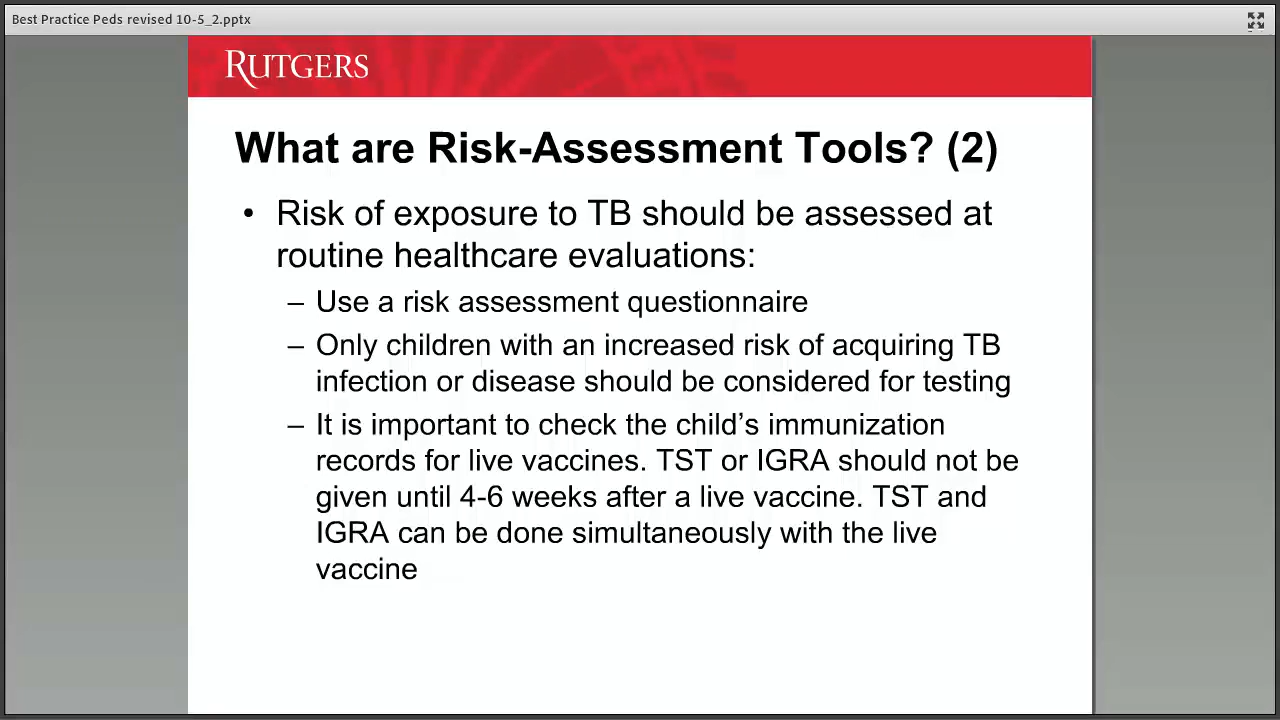 Best Practice Peds revised 10-5_2.pptx
RUTGERS
What are Risk-Assessment Tools? (2)
• Risk of exposure to TB should be assessed at
routine healthcare evaluations:
– Use a risk assessment questionnaire
– Only children with an increased risk of acquiring TB
infection or disease should be considered for testing
– It is important to check the child’s immunization
records for live vaccines. TST or IGRA should not be
given until 4-6 weeks after a live vaccine. TST and
IGRA can be done simultaneously with the live
vaccine